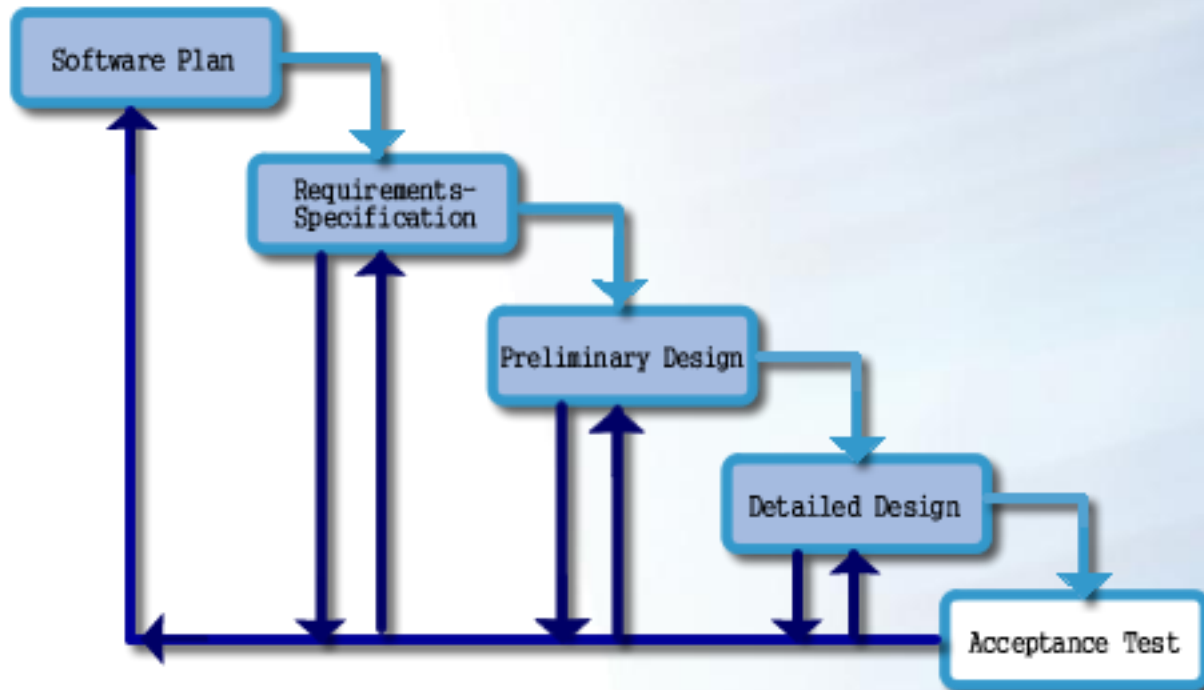 Software Plan
Requirements-
Specification
Preliminary Design
Detailed Design
Acceptance Test